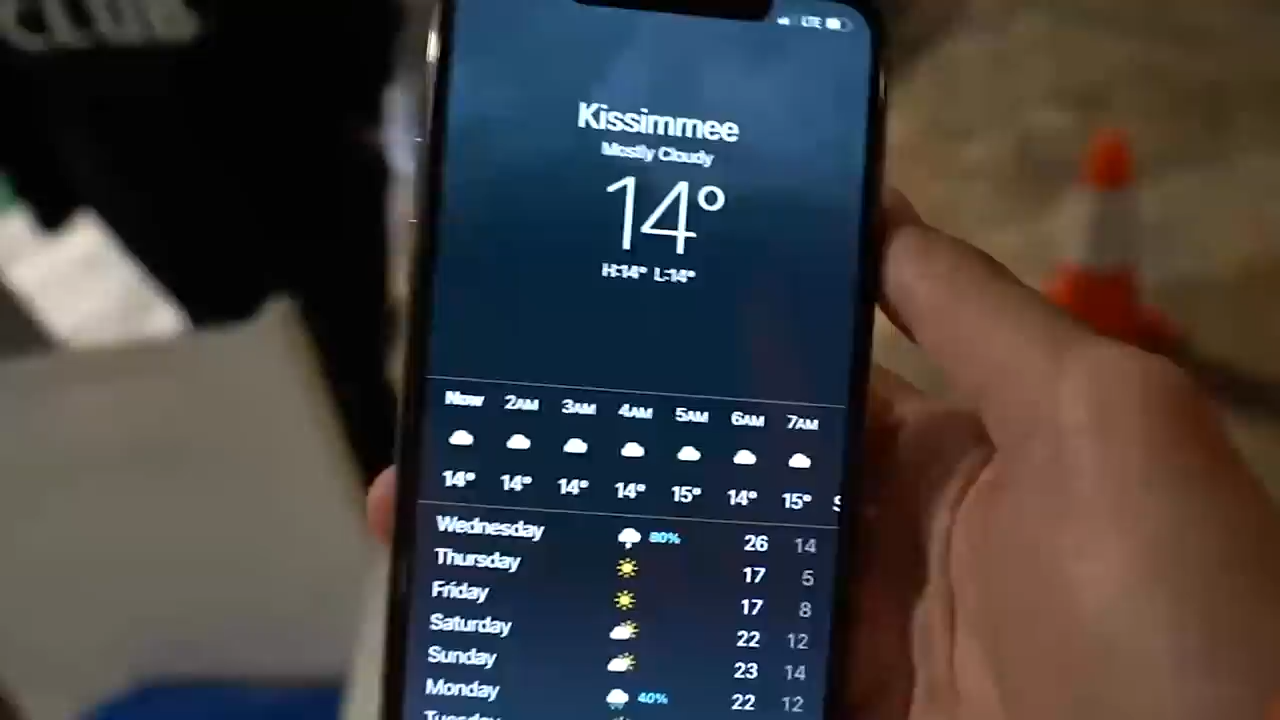 CLUB
LTE
Kissimmee
Mostly Cloudy
14°
H:14° L:14°
Now 2AM 3AM 4AM 5AM 6AM 7AM
14° 14° 14° 14° 15° 14° 15°
Wednesday 80% 26 14
Thursday 17 5
Friday 17 8
Saturday 22 12
Sunday 23 14
Monday 40% 22 12
Tuesday